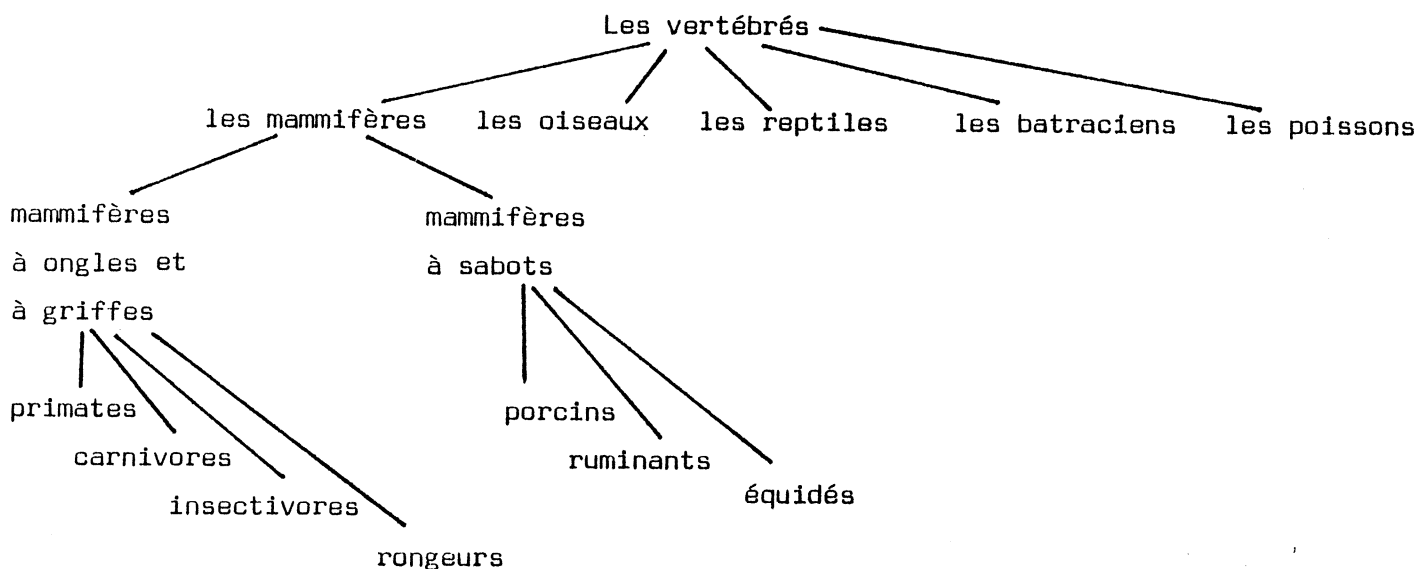 Les vertébrés
les mammifères les oiseaux les reptiles les batraciens les poissons
mammifères
à ongles et
à griffes
mammifères
à sabots
primates
carnivores
insectivores
rongeurs
porcins
ruminants
équidés